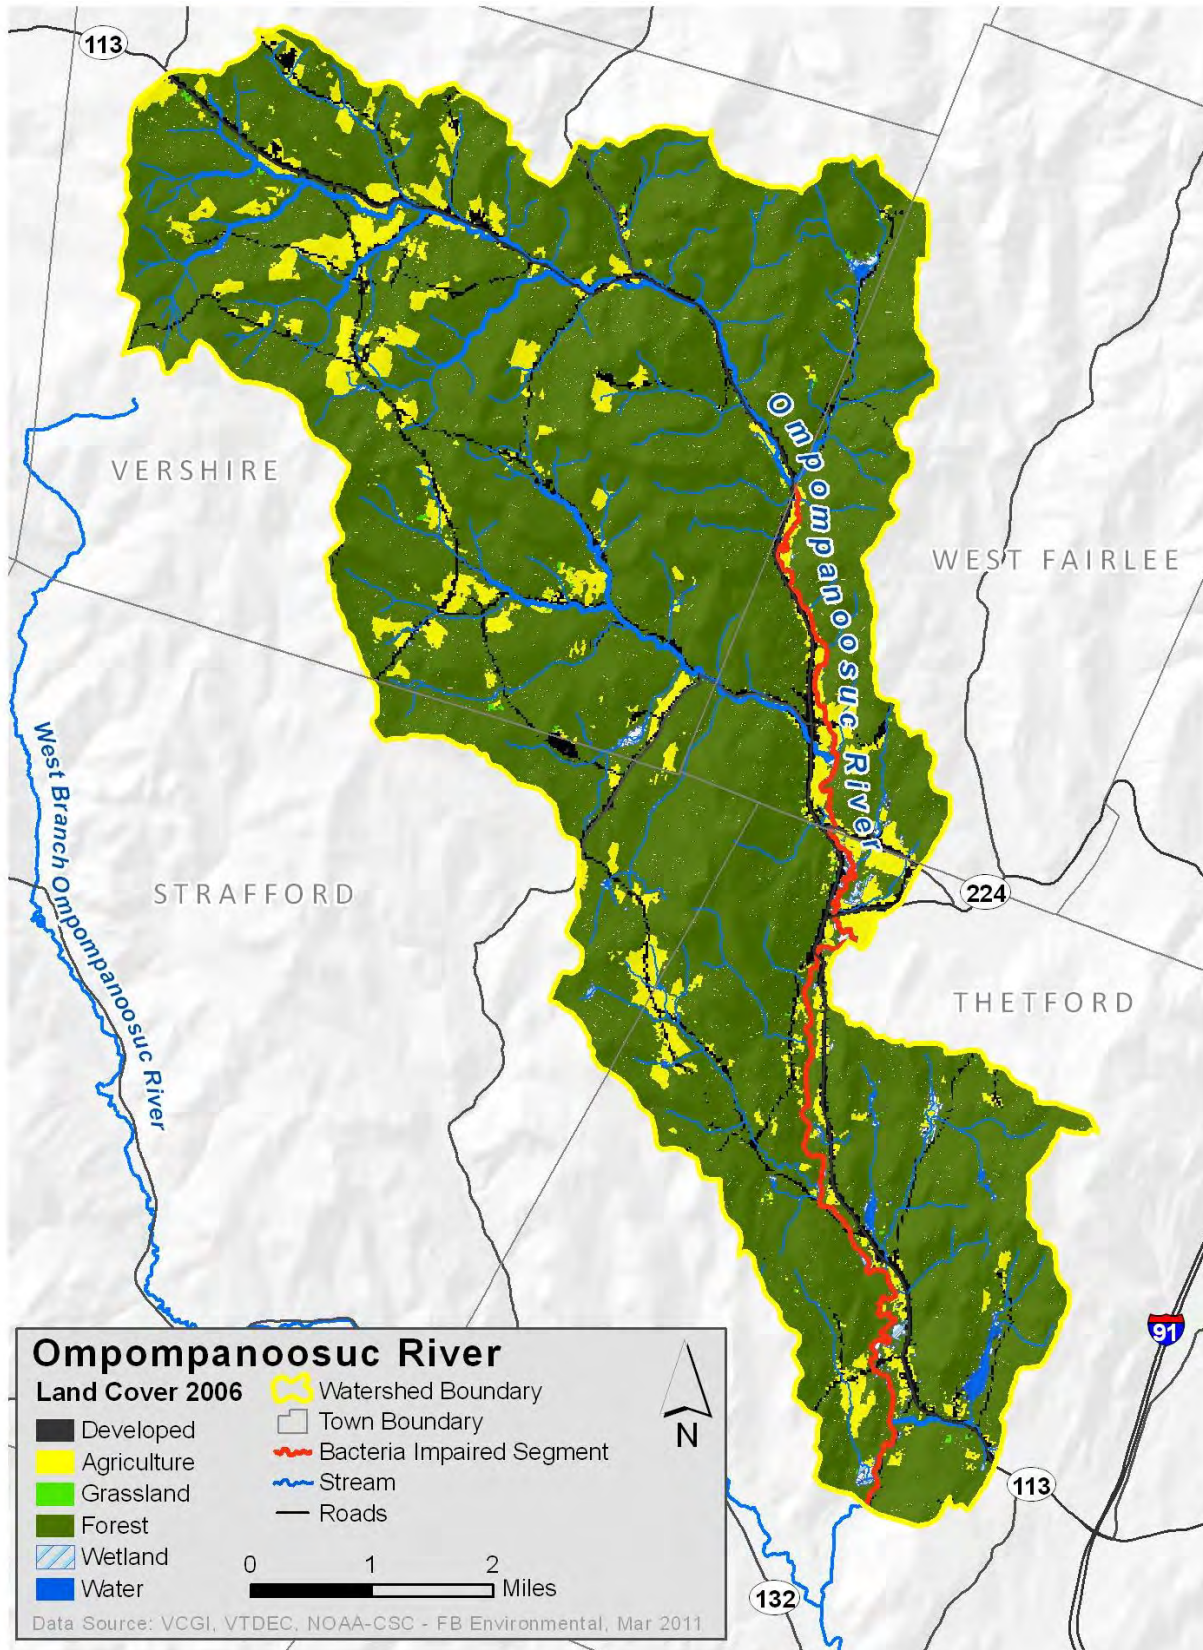 113
Ompompanoosuc River
VERSHIRE
WEST FAIRLEE
West Branch Ompompanoosuc River
STRAFFORD
224
THETFORD
91
113
132
Ompompanoosuc River
Land Cover 2006
Developed
Agriculture
Grassland
Forest
Wetland
Water
Watershed Boundary
Town Boundary
Bacteria Impaired Segment
Stream
Roads
N
0 1 2
Miles
Data Source: VCGI, VTDEC, NOAA-CSC - FB Environmental, Mar 2011